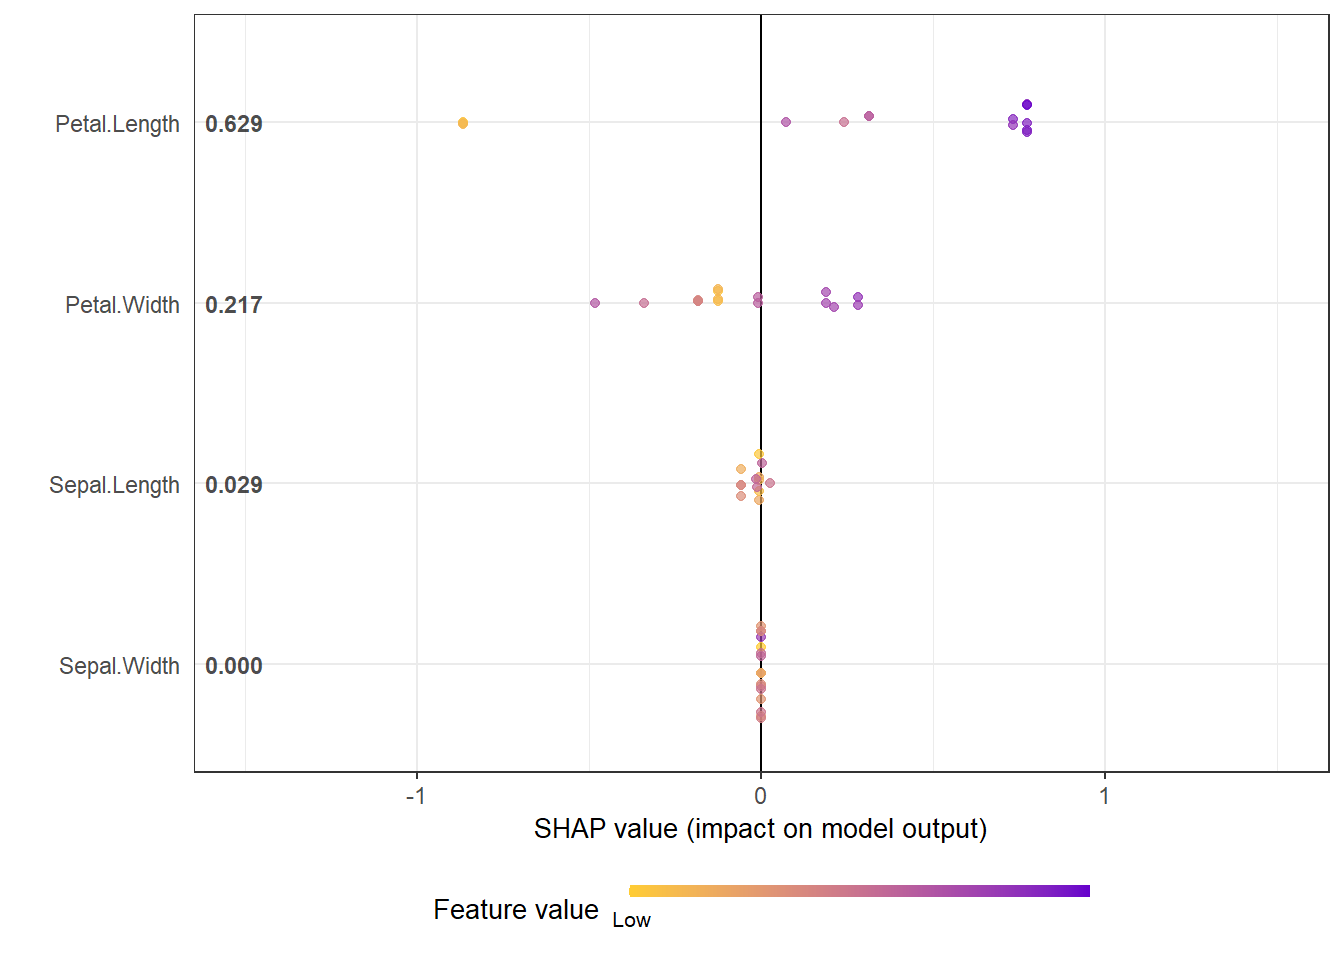 Petal.Length 0.629
Petal.Width 0.217
Sepal.Length 0.029
Sepal.Width 0.000
-1 0 1
SHAP value (impact on model output)
Feature value
Low